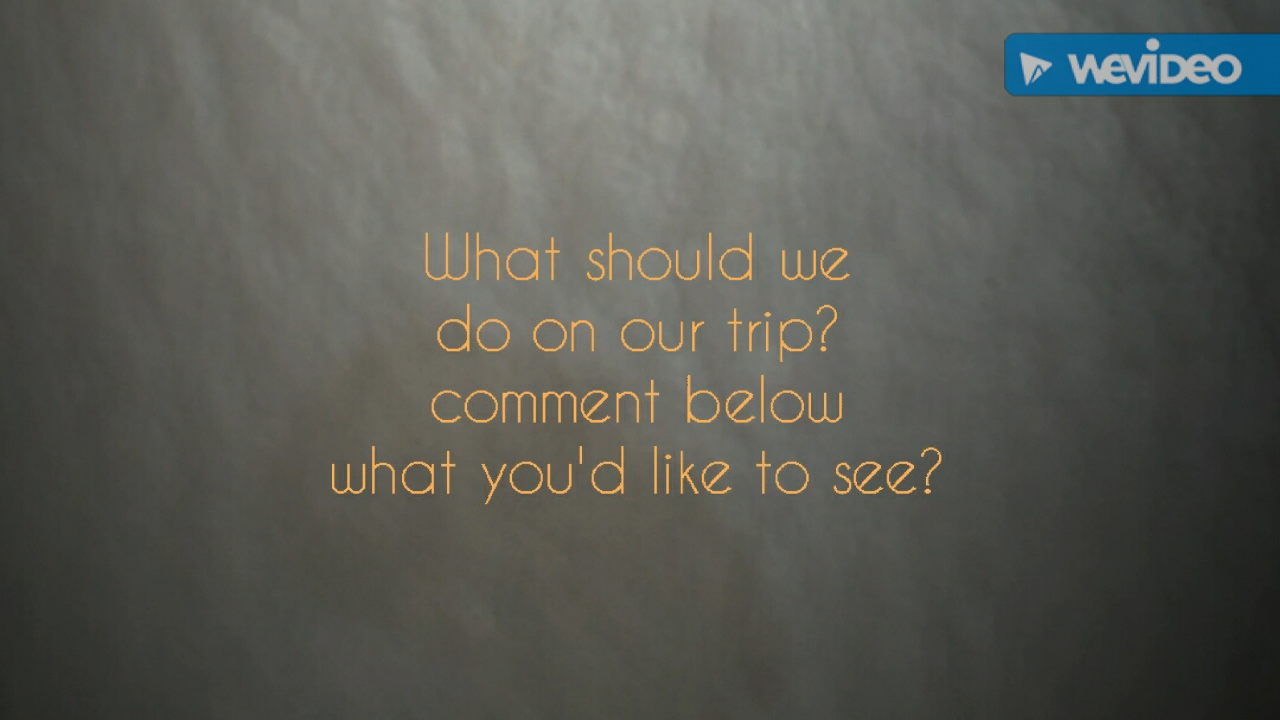 WEVIDEO
What should we
do on our trip?
comment below
what you'd like to see?